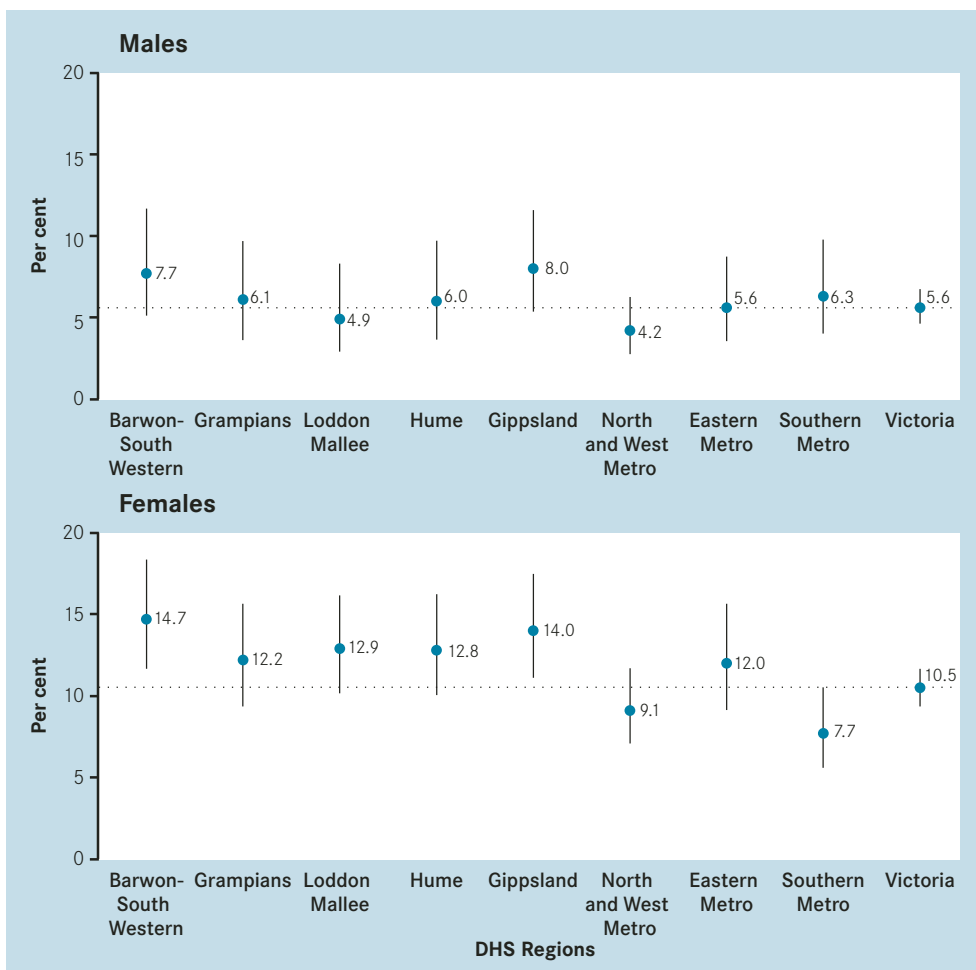 Males
20
15
10
5
0
Per cent
7.7
6.1
4.9
6.0
8.0
4.2
5.6
6.3
5.6
Barwon-
South
Western
Grampians
Loddon
Mallee
Hume
Gippsland
North
and West
Metro
Eastern
Metro
Southern
Metro
Victoria
Females
20
15
10
5
0
Per cent
14.7
12.2
12.9
12.8
14.0
9.1
12.0
7.7
10.5
Barwon-
South
Western
Grampians
Loddon
Mallee
Hume
Gippsland
North
and West
Metro
Eastern
Metro
Southern
Metro
Victoria
DHS Regions